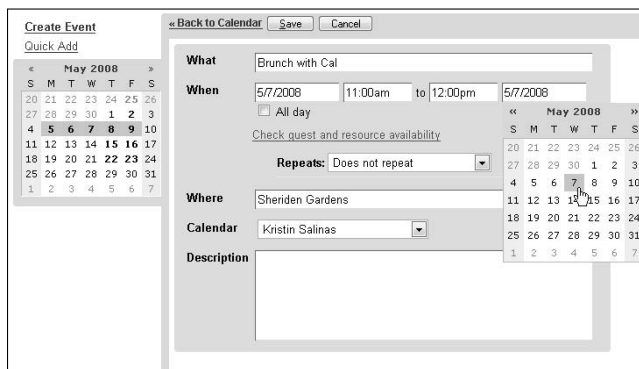 Create Event
Quick Add
« May 2008 »
S M T W T F S
20 21 22 23 24 25 26
27 28 29 30 1 2 3
4 5 6 7 8 9 10
11 12 13 14 15 16 17
18 19 20 21 22 23 24
25 26 27 28 29 30 31
1 2 3 4 5 6 7
« Back to Calendar Save Cancel
What Brunch with Cal
When 5/7/2008 11:00am to 12:00pm 5/7/2008
All day
Check guest and resource availability
Repeats: Does not repeat
Where Sheriden Gardens
Calendar Kristin Salinas
Description
« May 2008 »
S M T W T F S
20 21 22 23 24 25 26
27 28 29 30 1 2 3
4 5 6 7 8 9 10
11 12 13 15 16 17
18 19 20 21 22 23 24
25 26 27 28 29 30 31
1 2 3 4 5 6 7